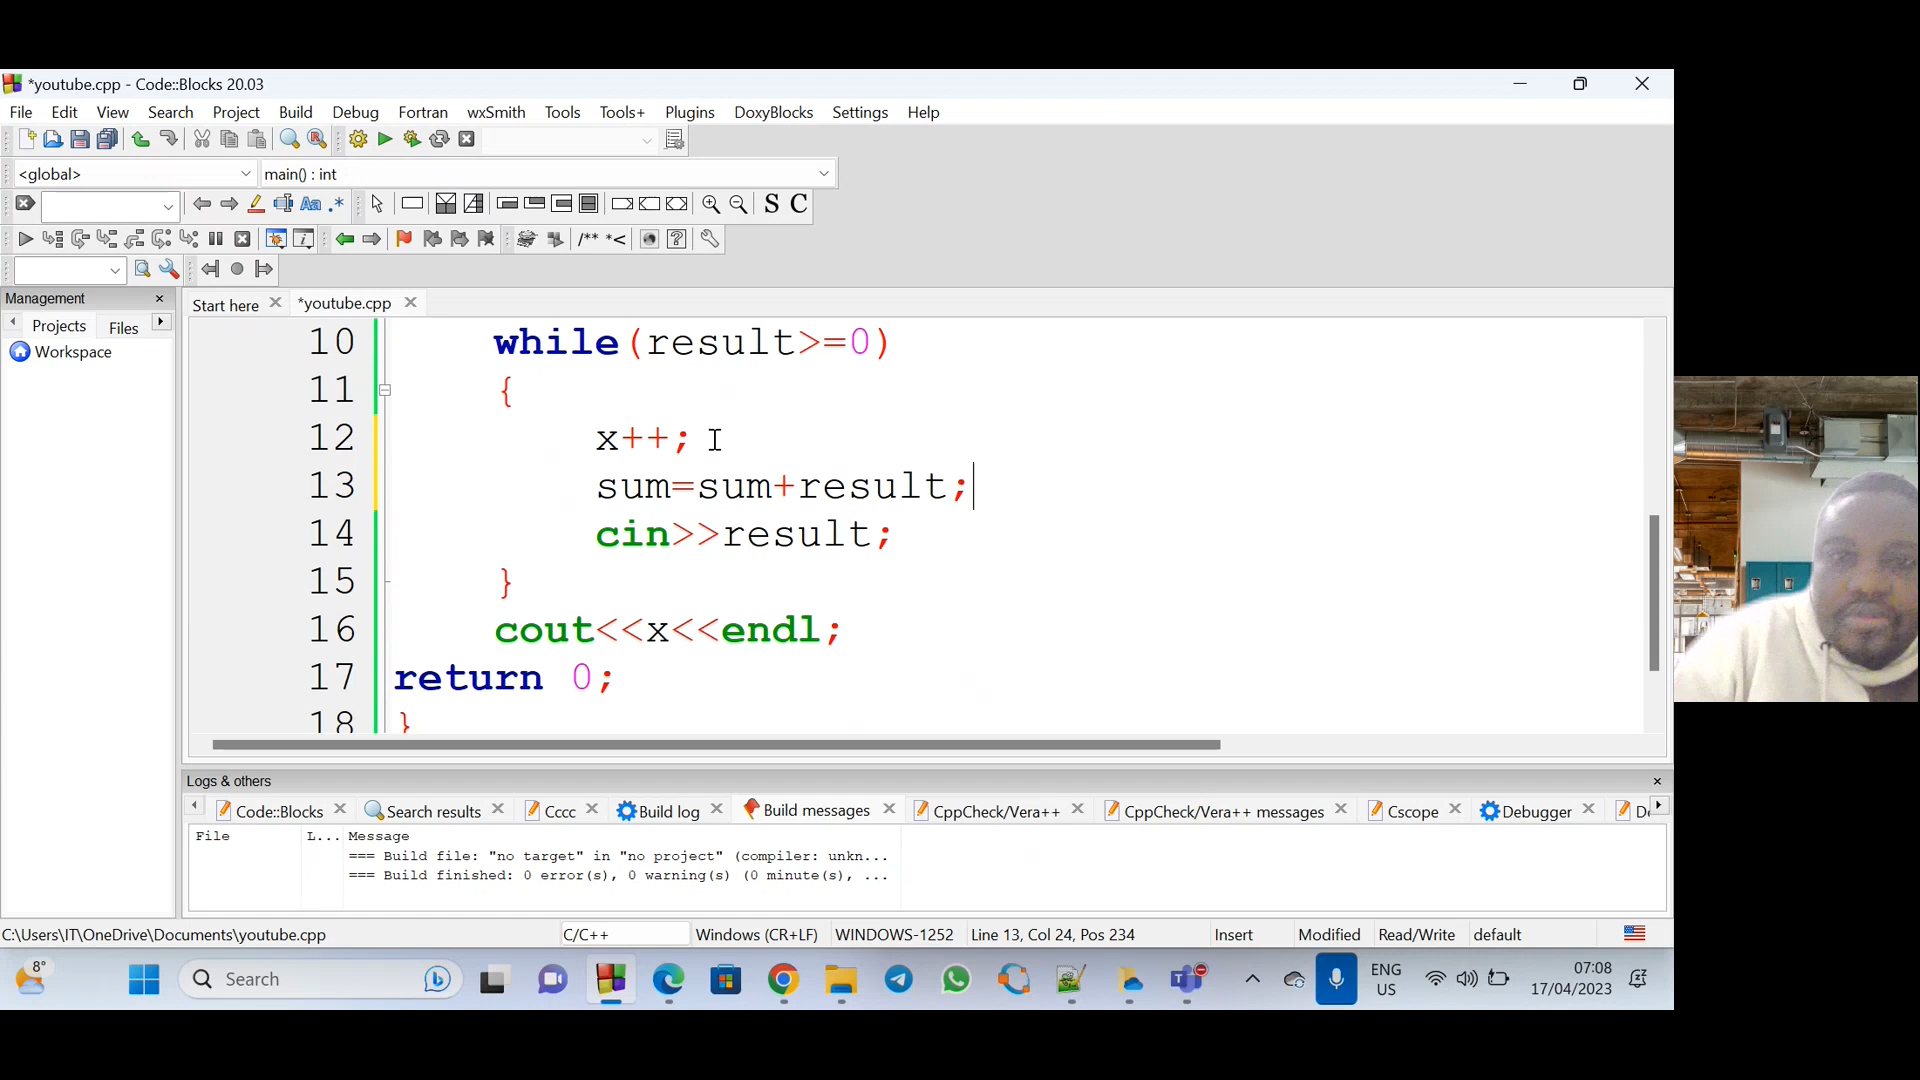 *youtube.cpp - Code::Blocks 20.03
File Edit View Search Project Build Debug Fortran wxSmith Tools Tools+ Plugins DoxyBlocks Settings Help
<global> main() : int
Aa .* S C
/** *<
Management
Start here *youtube.cpp
Projects Files
Workspace
10 while(result>=0)
11 {
12 x++;
13 sum=sum+result;
14 cin>>result;
15 }
16 cout<<x<<endl;
17 return 0;
18 }
Logs & others
Code::Blocks Search results Cccc Build log Build messages CppCheck/Vera++ CppCheck/Vera++ messages Cscope Debugger
File L... Message
=== Build file: "no target" in "no project" (compiler: unkn...
=== Build finished: 0 error(s), 0 warning(s) (0 minute(s), ...
C:\Users\IT\OneDrive\Documents\youtube.cpp C/C++ Windows (CR+LF) WINDOWS-1252 Line 13, Col 24, Pos 234 Insert Modified Read/Write default
8° Search ENG US 07:08 17/04/2023